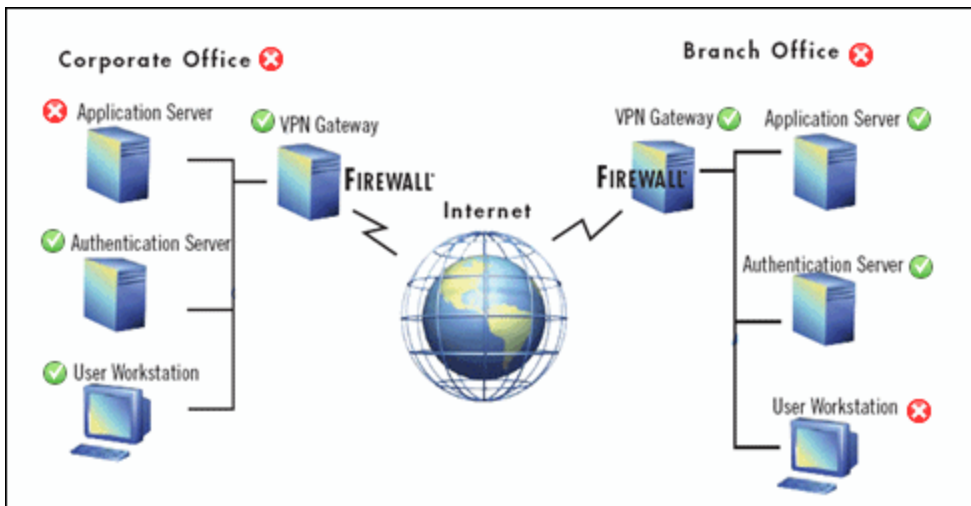 Corporate Office
Branch Office
Application Server
VPN Gateway
VPN Gateway
Application Server
FIREWALL
FIREWALL
Internet
Authentication Server
Authentication Server
User Workstation
User Workstation